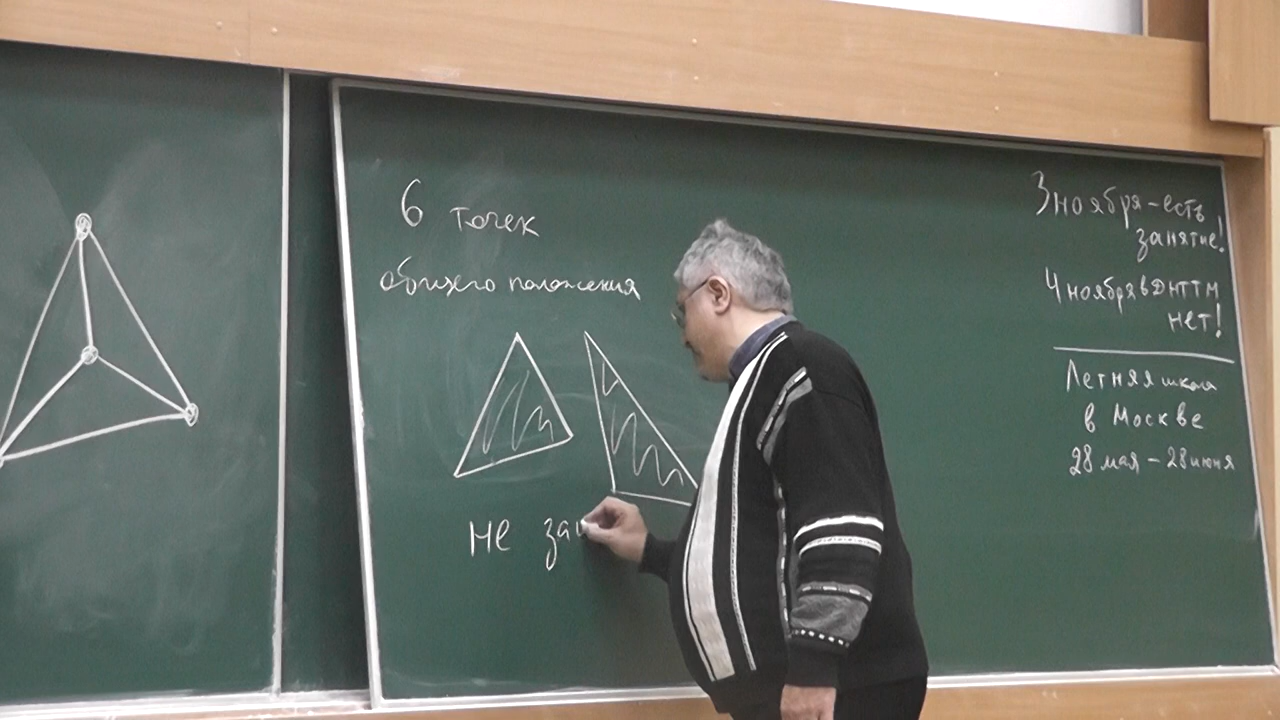 6 точек
общего положения
не зац
3 ноября - есть
занятие!
4 ноября в ДНТТМ
нет!
Летняя школа
в Москве
28 мая - 28 июня